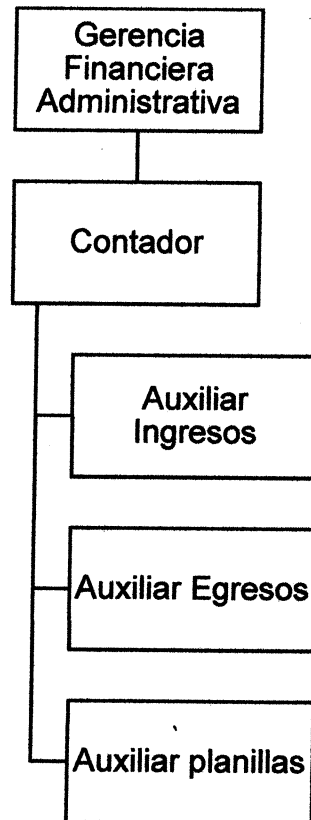 Gerencia
Financiera
Administrativa
Contador
Auxiliar
Ingresos
Auxiliar Egresos
Auxiliar planillas